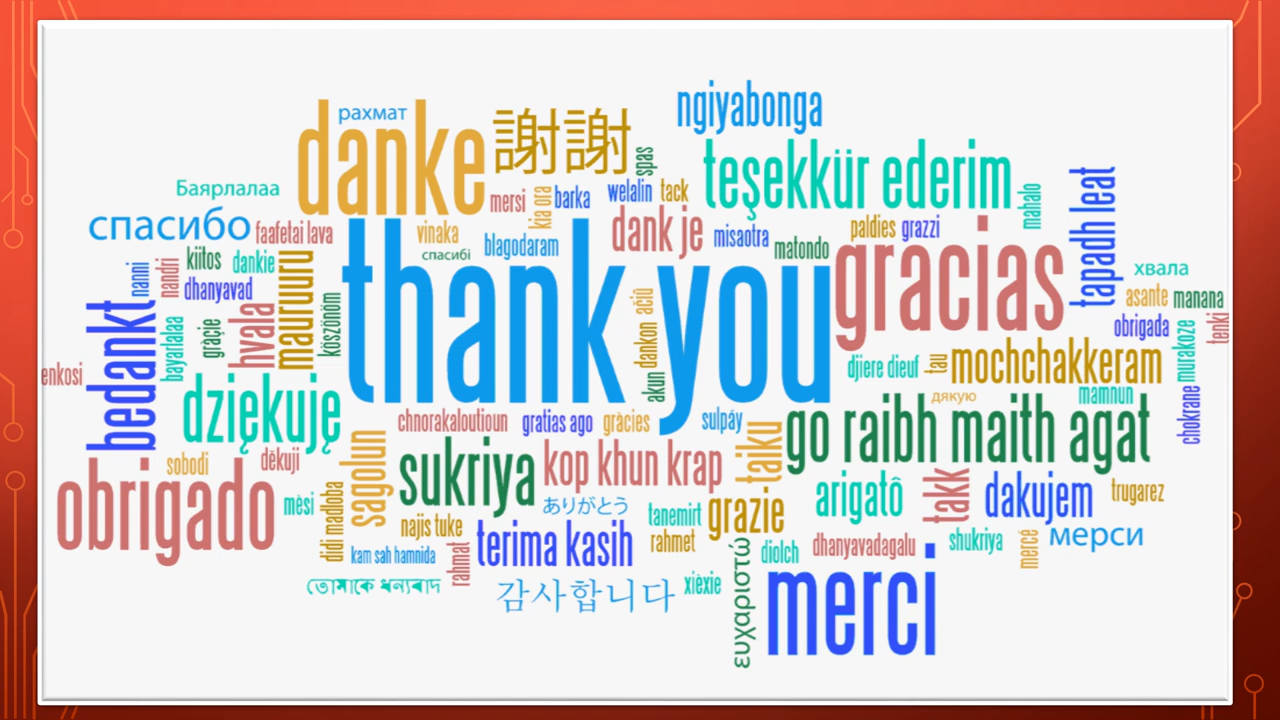 ngiyabonga
рахмат
danke
謝謝
spas
teşekkür ederim
tapadh leat
Баярлалаа
mersi
kia ora
barka
welalin
tack
mahalo
спасибо
faafetai lava
vinaka
dank je
misaotra
matondo
paldies
grazzi
blagodaram
спасибі
thank you
gracias
хвала
kiitos
dankie
mauruuru
nanni
nandri
dhanyavad
asante
manana
bedankt
hvala
köszönöm
ačiū
obrigada
tenki
bayarlalaa
gràcie
dankon
murakoze
enkosi
akun
djiere dieuf
tau
mochchakkeram
dziękuję
mamnun
дякую
chokrane
chnorakaloutioun
gratias ago
gràcies
sulpáy
go raibh maith agat
sobodi
děkuji
sagolun
sukriya
kop khun krap
taiku
obrigado
mèsi
didi madloba
arigatô
takk
dakujem
trugarez
ありがとう
najis tuke
tanemirt
grazie
terima kasih
rahmet
kam sah hamnida
rahmat
diolch
dhanyavadagalu
shukriya
merce
мерси
감사합니다
xièxie
ευχαριστώ
merci